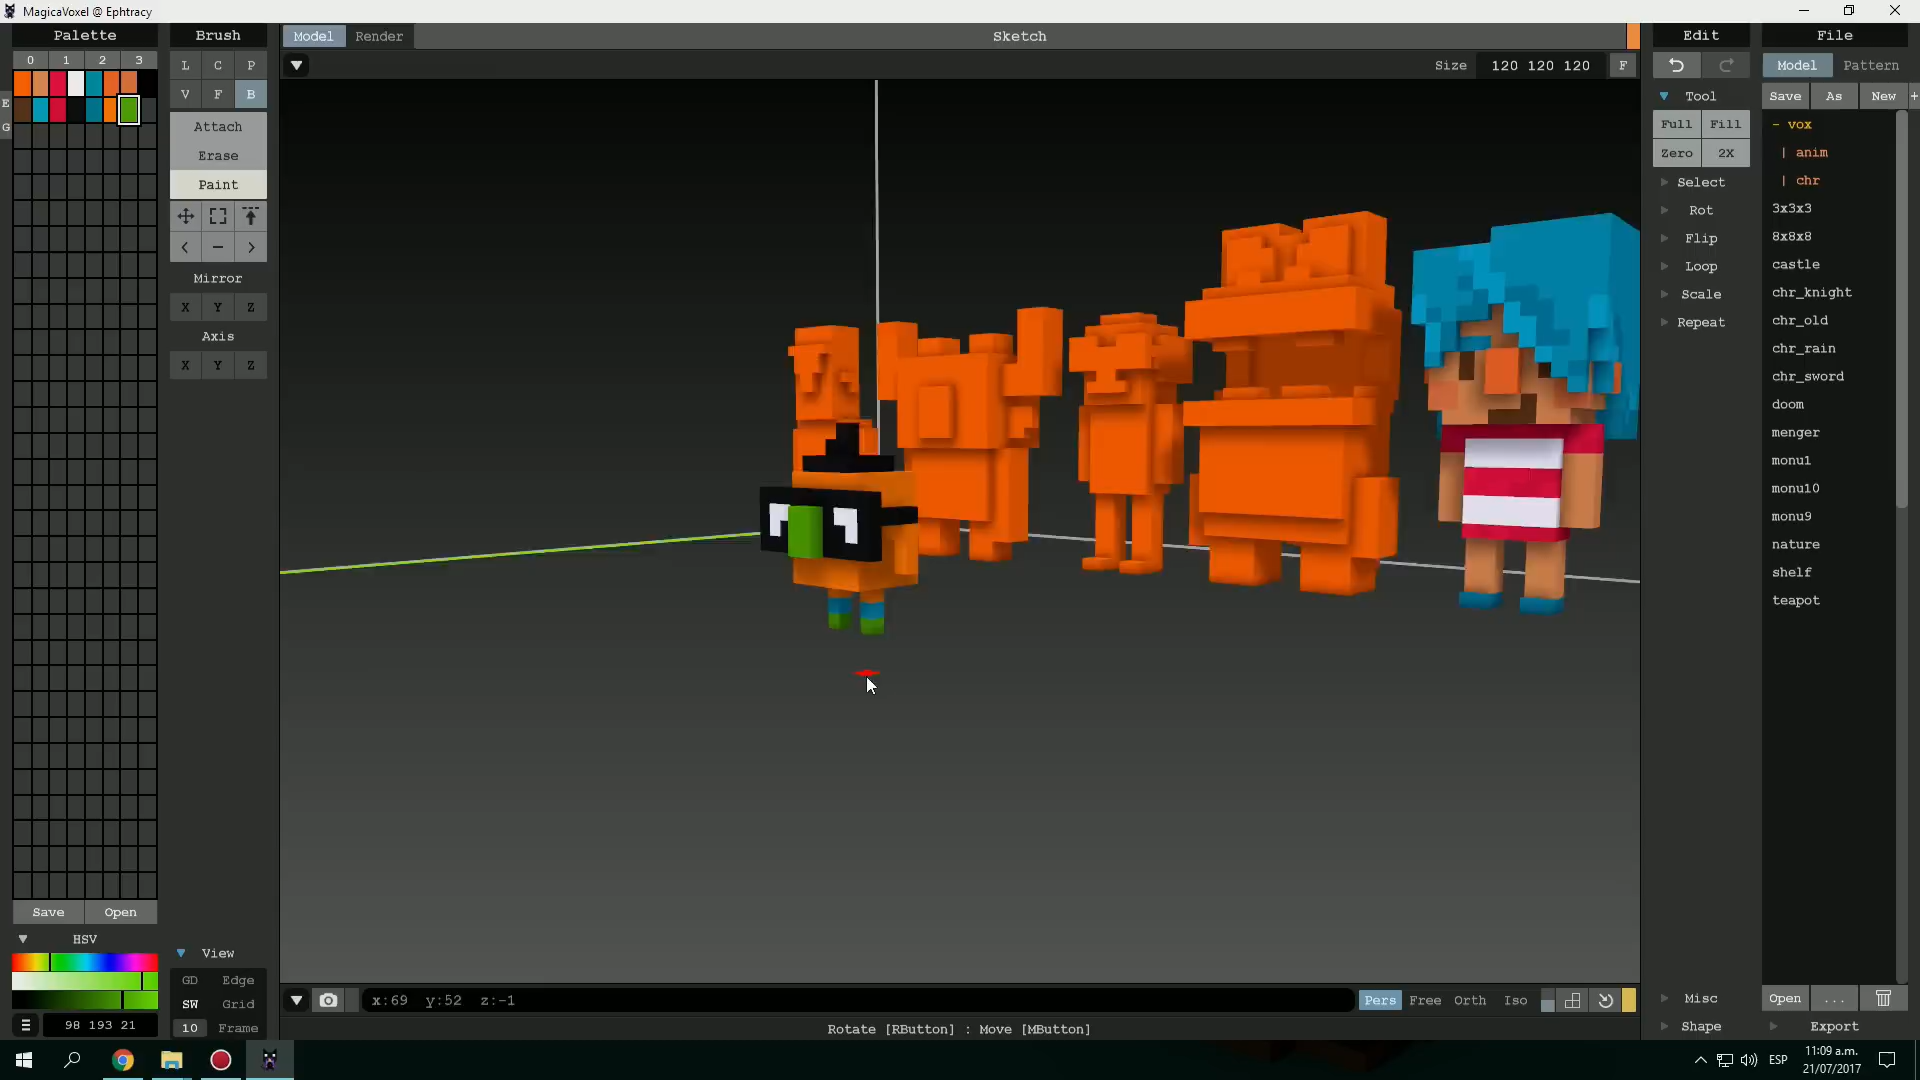 MagicaVoxel @ Ephtracy
Palette
0 1 2 3
E
G
Save Open
HSV
98 193 21
Brush
L C P
V F B
Attach
Erase
Paint
Mirror
X Y Z
Axis
X Y Z
View
GD Edge
SW Grid
10 Frame
Model Render Sketch
Size 120 120 120 F
x:69 y:52 z:-1
Pers Free Orth Iso
Rotate [RButton] : Move [MButton]
Edit
Tool
Full Fill
Zero 2X
Select
Rot
Flip
Loop
Scale
Repeat
Misc
Shape
File
Model Pattern
Save As New +
- vox
| anim
| chr
3x3x3
8x8x8
castle
chr_knight
chr_old
chr_rain
chr_sword
doom
menger
monu1
monu10
monu9
nature
shelf
teapot
Open ...
Export
ESP
11:09 a.m.
21/07/2017